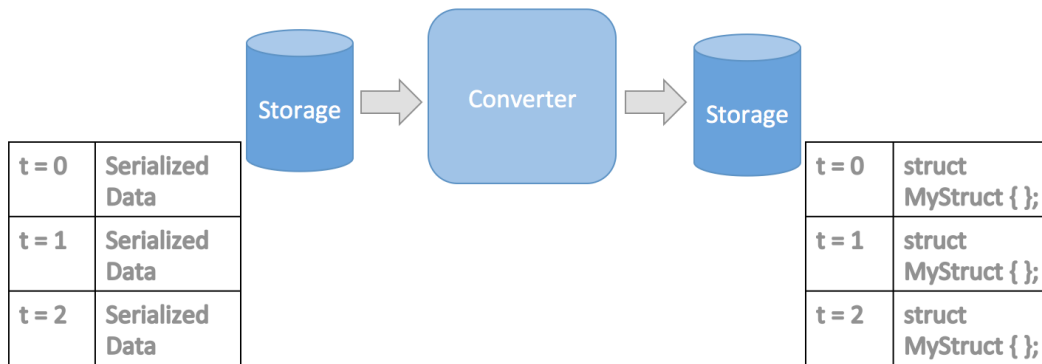 Storage
Converter
Storage
t = 0
Serialized
Data
t = 1
Serialized
Data
t = 2
Serialized
Data
t = 0
struct
MyStruct { };
t = 1
struct
MyStruct { };
t = 2
struct
MyStruct { };